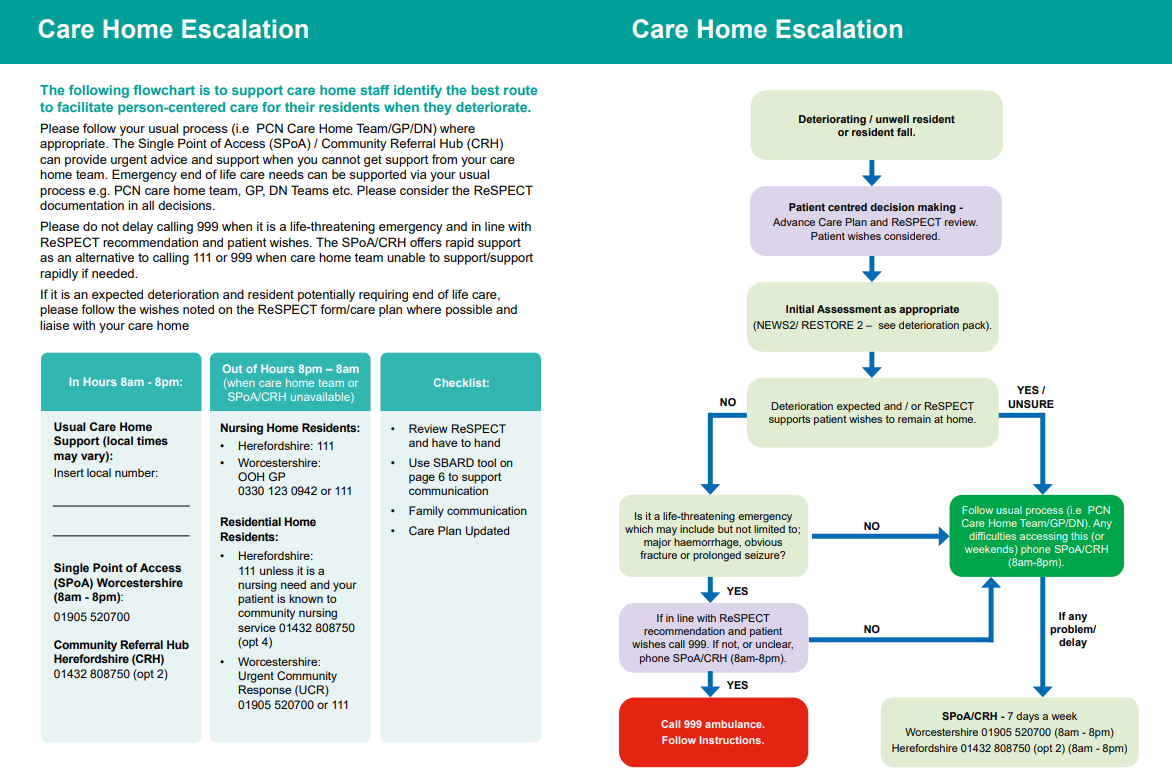 Care Home Escalation
The following flowchart is to support care home staff identify the best route
to facilitate person-centered care for their residents when they deteriorate.
Please follow your usual process (i.e  PCN Care Home Team/GP/DN) where
appropriate. The Single Point of Access (SPoA) / Community Referral Hub (CRH)
can provide urgent advice and support when you cannot get support from your care
home team. Emergency end of life care needs can be supported via your usual
process e.g. PCN care home team, GP, DN Teams etc. Please consider the ReSPECT
documentation in all decisions.
Please do not delay calling 999 when it is a life-threatening emergency and in line with
ReSPECT recommendation and patient wishes. The SPoA/CRH offers rapid support
as an alternative to calling 111 or 999 when care home team unable to support/support
rapidly if needed.
If it is an expected deterioration and resident potentially requiring end of life care,
please follow the wishes noted on the ReSPECT form/care plan where possible and
liaise with your care home
In Hours 8am - 8pm:
Usual Care Home
Support (local times
may vary):
Insert local number:
Single Point of Access
(SPoA) Worcestershire
(8am - 8pm):
01905 520700
Community Referral Hub
Herefordshire (CRH)
01432 808750 (opt 2)
Out of Hours 8pm – 8am
(when care home team or
SPoA/CRH unavailable)
Nursing Home Residents:
• Herefordshire: 111
• Worcestershire:
OOH GP
0330 123 0942 or 111
Residential Home
Residents:
• Herefordshire:
111 unless it is a
nursing need and your
patient is known to
community nursing
service 01432 808750
(opt 4)
• Worcestershire:
Urgent Community
Response (UCR)
01905 520700 or 111
Checklist:
• Review ReSPECT
and have to hand
• Use SBARD tool on
page 6 to support
communication
• Family communication
• Care Plan Updated
Care Home Escalation
Deteriorating / unwell resident
or resident fall.
Patient centred decision making -
Advance Care Plan and ReSPECT review.
Patient wishes considered.
Initial Assessment as appropriate
(NEWS2/ RESTORE 2 –  see deterioration pack).
Deterioration expected and / or ReSPECT
supports patient wishes to remain at home.
NO
YES /
UNSURE
Is it a life-threatening emergency
which may include but not limited to;
major haemorrhage, obvious
fracture or prolonged seizure?
NO
Follow usual process (i.e  PCN
Care Home Team/GP/DN). Any
difficulties accessing this (or
weekends) phone SPoA/CRH
(8am-8pm).
YES
If in line with ReSPECT
recommendation and patient
wishes call 999. If not, or unclear,
phone SPoA/CRH (8am-8pm).
NO
If any
problem/
delay
YES
Call 999 ambulance.
Follow Instructions.
SPoA/CRH - 7 days a week
Worcestershire 01905 520700 (8am - 8pm)
Herefordshire 01432 808750 (opt 2) (8am - 8pm)